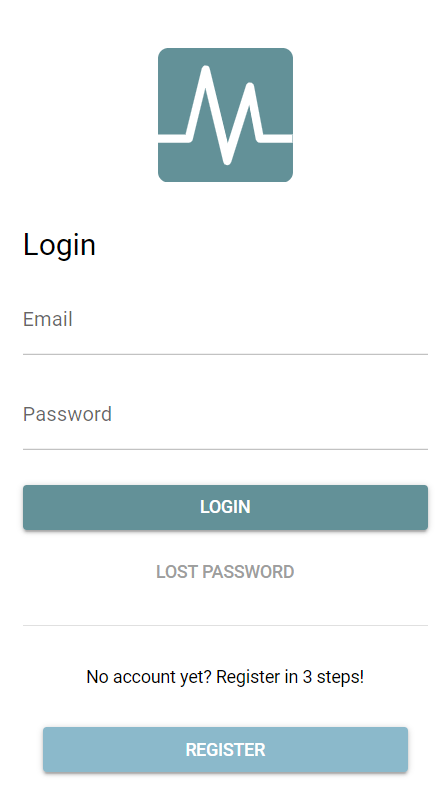 Login
Email
Password
LOGIN
LOST PASSWORD
No account yet? Register in 3 steps!
REGISTER